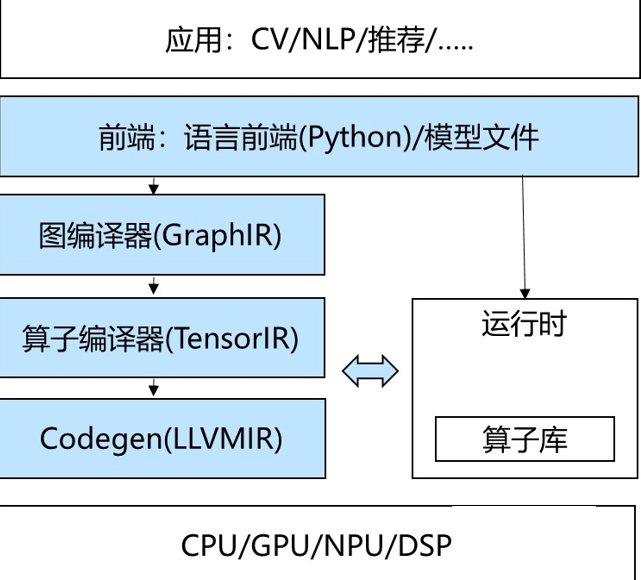 应用：CV/NLP/推荐/.....
前端：语言前端(Python)/模型文件
图编译器(GraphIR)
算子编译器(TensorIR)
运行时
Codegen(LLVMIR)
算子库
CPU/GPU/NPU/DSP